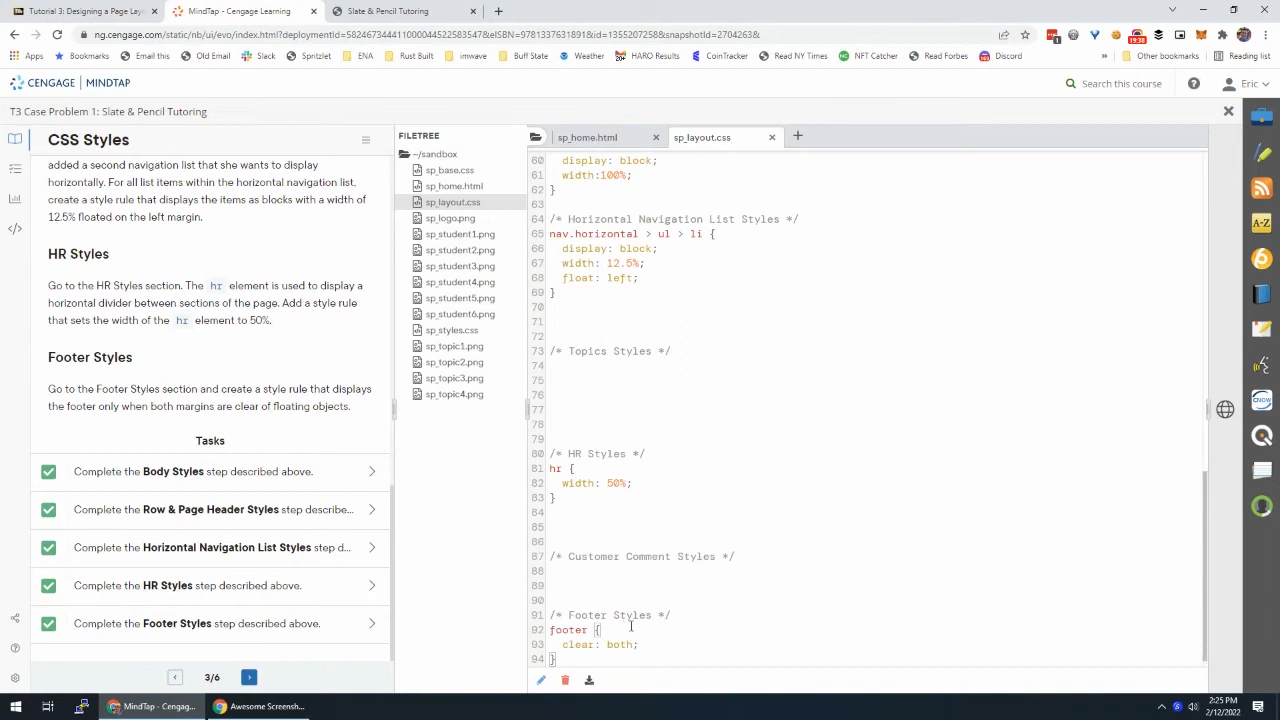 Tutorial 3: Designing a Page Layo
MindTap - Cengage Learning
Slate & Pencil Tutoring
ng.cengage.com/static/nb/ui/evo/index.html?deploymentId=58246734411000044522583547&eISBN=9781337631891&id=1355207258&snapshotId=2704263&
19:38
Apps
Bookmarks
Email this
Old Email
Slack
Spritzlet
ENA
Rust Built
imwave
Buff State
Weather
HARO Results
CoinTracker
Read NY Times
NFT Catcher
Read Forbes
Discord
Other bookmarks
Reading list
CENGAGE | MINDTAP
Search this course
Eric
T3 Case Problem 1: Slate & Pencil Tutoring
CSS Styles
added a second navigation list that she wants to display
horizontally. For all list items within the horizontal navigation list,
create a style rule that displays the items as blocks with a width of
12.5% floated on the left margin.
HR Styles
Go to the HR Styles section. The hr element is used to display a
horizontal divider between sections of the page. Add a style rule
that sets the width of the hr element to 50%.
Footer Styles
Go to the Footer Styles section and create a style rule that displays
the footer only when both margins are clear of floating objects.
Tasks
Complete the Body Styles step described above.
Complete the Row & Page Header Styles describe...
Complete the Horizontal Navigation List Styles step d...
Complete the HR Styles step described above.
Complete the Footer Styles step described above.
3/6
FILETREE
~/sandbox
sp_base.css
sp_home.html
sp_layout.css
sp_logo.png
sp_student1.png
sp_student2.png
sp_student3.png
sp_student4.png
sp_student5.png
sp_student6.png
sp_styles.css
sp_topic1.png
sp_topic2.png
sp_topic3.png
sp_topic4.png
sp_home.html
sp_layout.css
60 display: block;
61 width:100%;
62 }
63
64 /* Horizontal Navigation List Styles */
65 nav.horizontal > ul > li {
66 display: block;
67 width: 12.5%;
68 float: left;
69 }
70
71
72
73 /* Topics Styles */
74
75
76
77
78
79
80 /* HR Styles */
81 hr {
82 width: 50%;
83 }
84
85
86
87 /* Customer Comment Styles */
88
89
90
91 /* Footer Styles */
92 footer {
93 clear: both;
94 }
A-Z
CNOW
MindTap - Cengag...
Awesome Screensh...
2:25 PM
2/12/2022